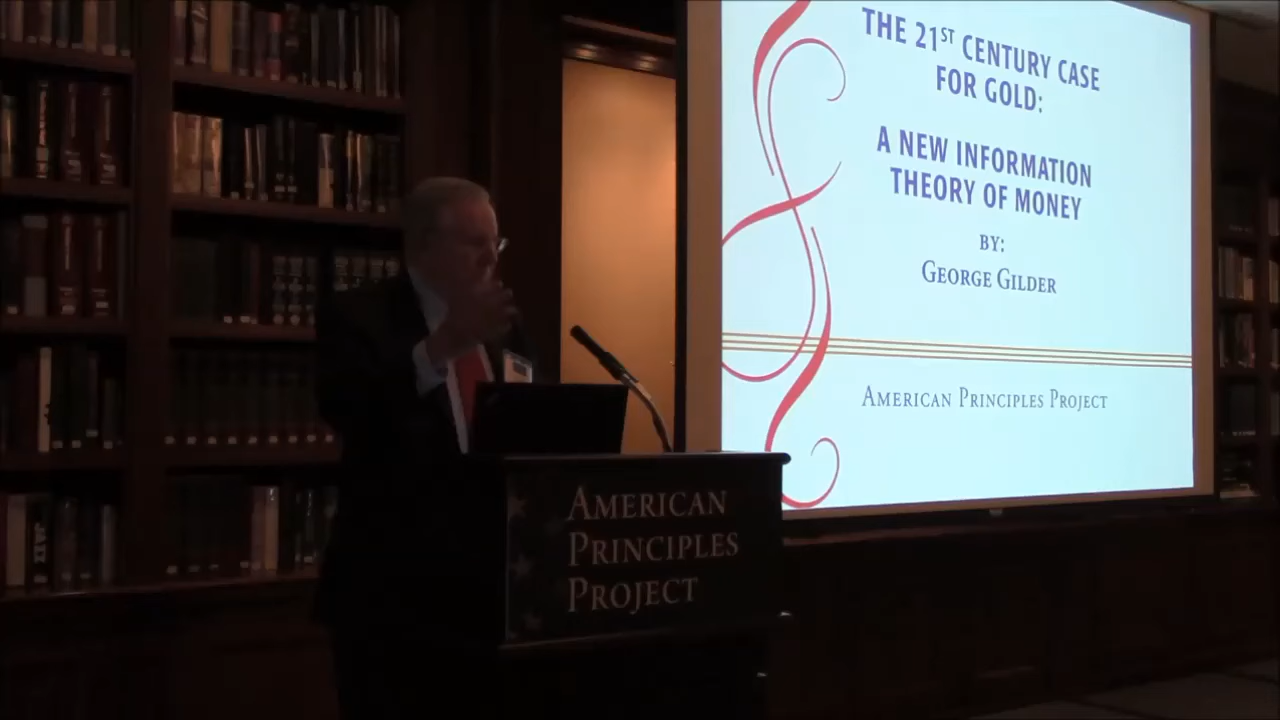 THE 21ST CENTURY CASE
FOR GOLD:
A NEW INFORMATION
THEORY OF MONEY
BY:
GEORGE GILDER
AMERICAN PRINCIPLES PROJECT
AMERICAN
PRINCIPLES
PROJECT